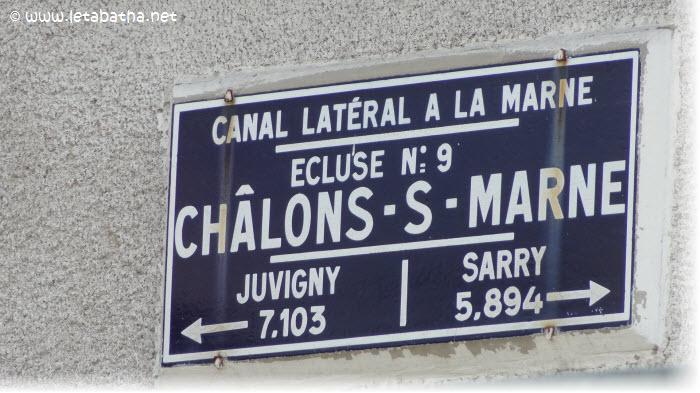 © www.letabatha.net
CANAL LATÉRAL A LA MARNE
ECLUSE N°: 9
CHÂLONS-S-MARNE
JUVIGNY
7,103
SARRY
5,894